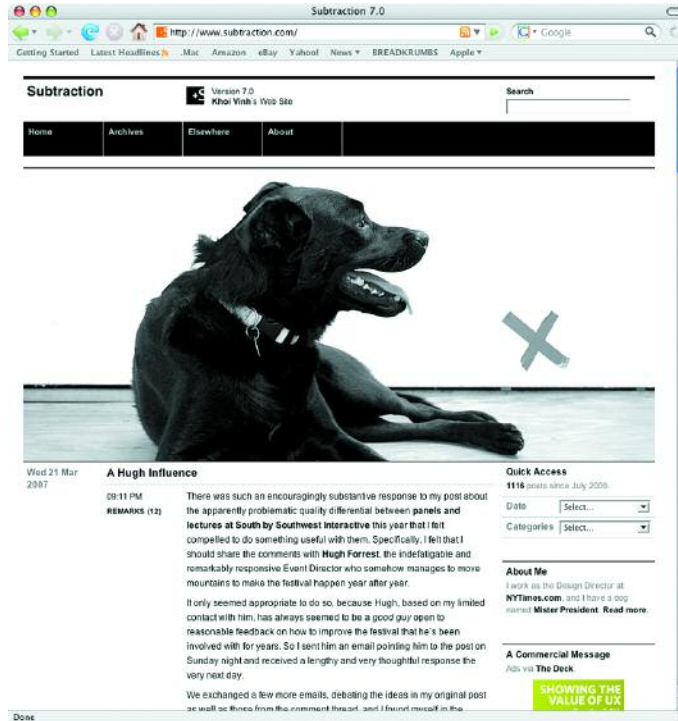 Subtraction 7.0
http://www.subtraction.com/
Google
Getting Started Latest Headlines .Mac Amazon eBay Yahoo! News BREADKRUMBS Apple
Subtraction
Version 7.0
Khoi Vinh's Web Site
Search
Home Archives Elsewhere About
Wed 21 Mar
2007
A Hugh Influence
09:11 PM
REMARKS (12)
There was such an encouragingly substantive response to my post about
the apparently problematic quality differential between panels and
lectures at South by Southwest Interactive this year that I felt
compelled to do something useful with them. Specifically, I felt that I
should share the comments with Hugh Forrest, the indefatigable and
remarkably responsive Event Director who somehow manages to move
mountains to make the festival happen year after year.
It only seemed appropriate to do so, because Hugh, based on my limited
contact with him, has always seemed to be a good guy open to
reasonable feedback on how to improve the festival that he's been
involved with for years. So I sent him an email pointing him to the post on
Sunday night and received a lengthy and very thoughtful response the
very next day.
We exchanged a few more emails, debating the ideas in my original post
as well as those from the comment thread, and I found myself in the
Quick Access
1116 posts since July 2000.
Date Select...
Categories Select...
About Me
I work as the Design Director at
NYTimes.com, and I have a dog
named Mister President. Read more.
A Commercial Message
Ads via The Deck.
SHOWING THE
VALUE OF UX
Done